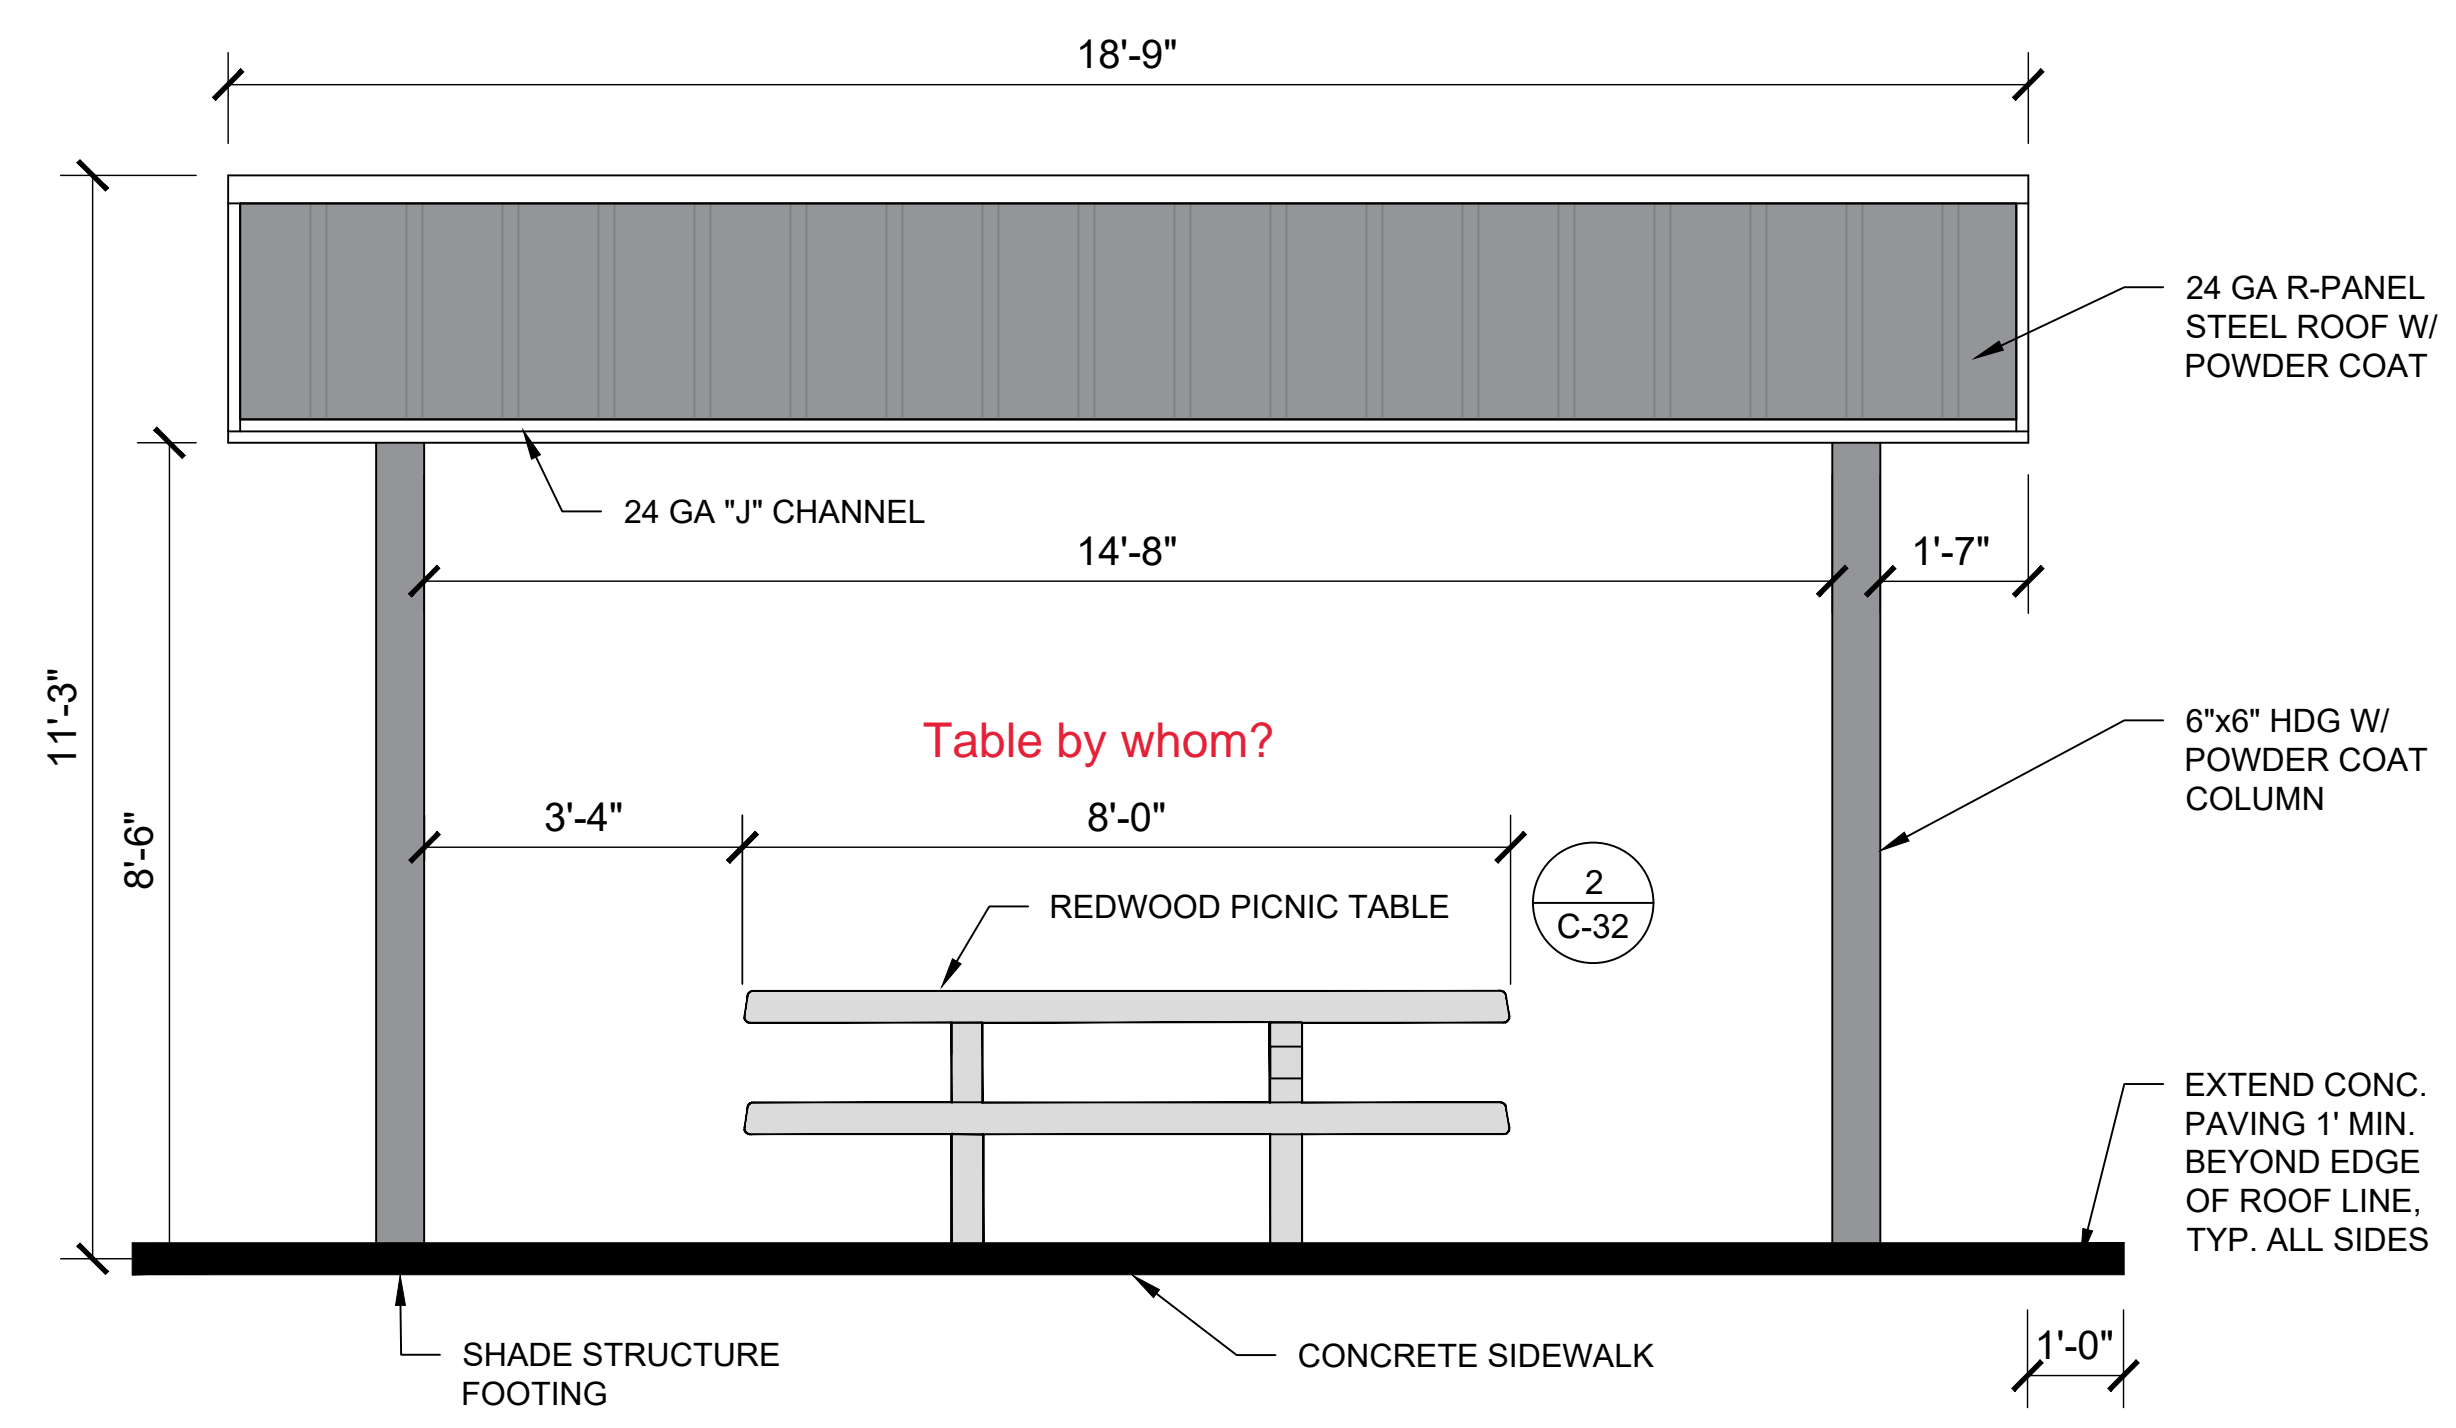 18'-9"
24 GA R-PANEL
STEEL ROOF W/
POWDER COAT
24 GA "J" CHANNEL
14'-8"
1'-7"
11'-3"
8'-6"
Table by whom?
6"x6" HDG W/
POWDER COAT
COLUMN
3'-4"
8'-0"
REDWOOD PICNIC TABLE
2
C-32
EXTEND CONC.
PAVING 1' MIN.
BEYOND EDGE
OF ROOF LINE,
TYP. ALL SIDES
SHADE STRUCTURE
FOOTING
CONCRETE SIDEWALK
1'-0"